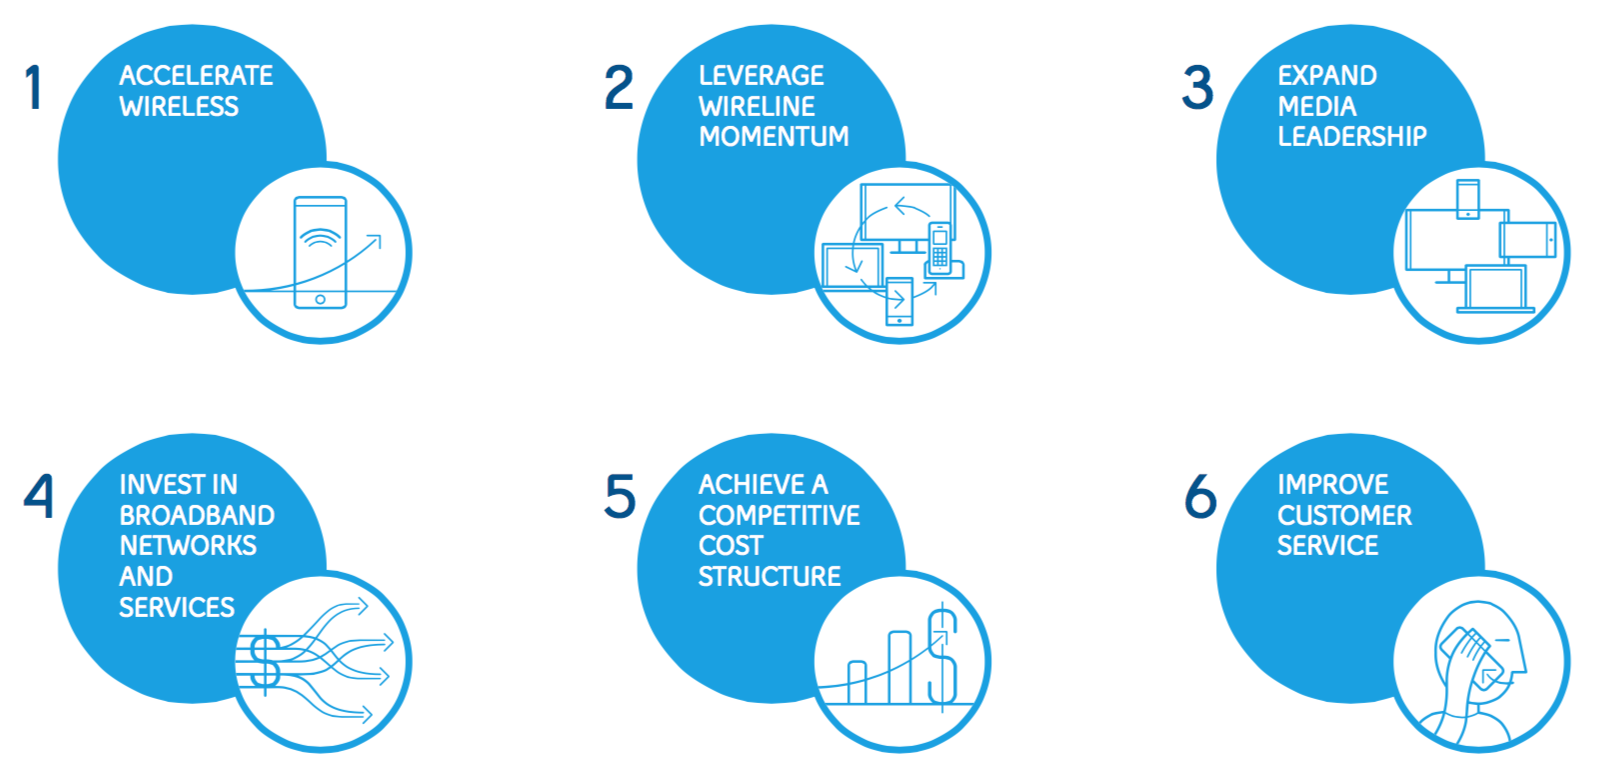 1
ACCELERATE
WIRELESS
2
LEVERAGE
WIRELINE
MOMENTUM
3
EXPAND
MEDIA
LEADERSHIP
4
INVEST IN
BROADBAND
NETWORKS
AND
SERVICES
$
5
ACHIEVE A
COMPETITIVE
COST
STRUCTURE
$
6
IMPROVE
CUSTOMER
SERVICE